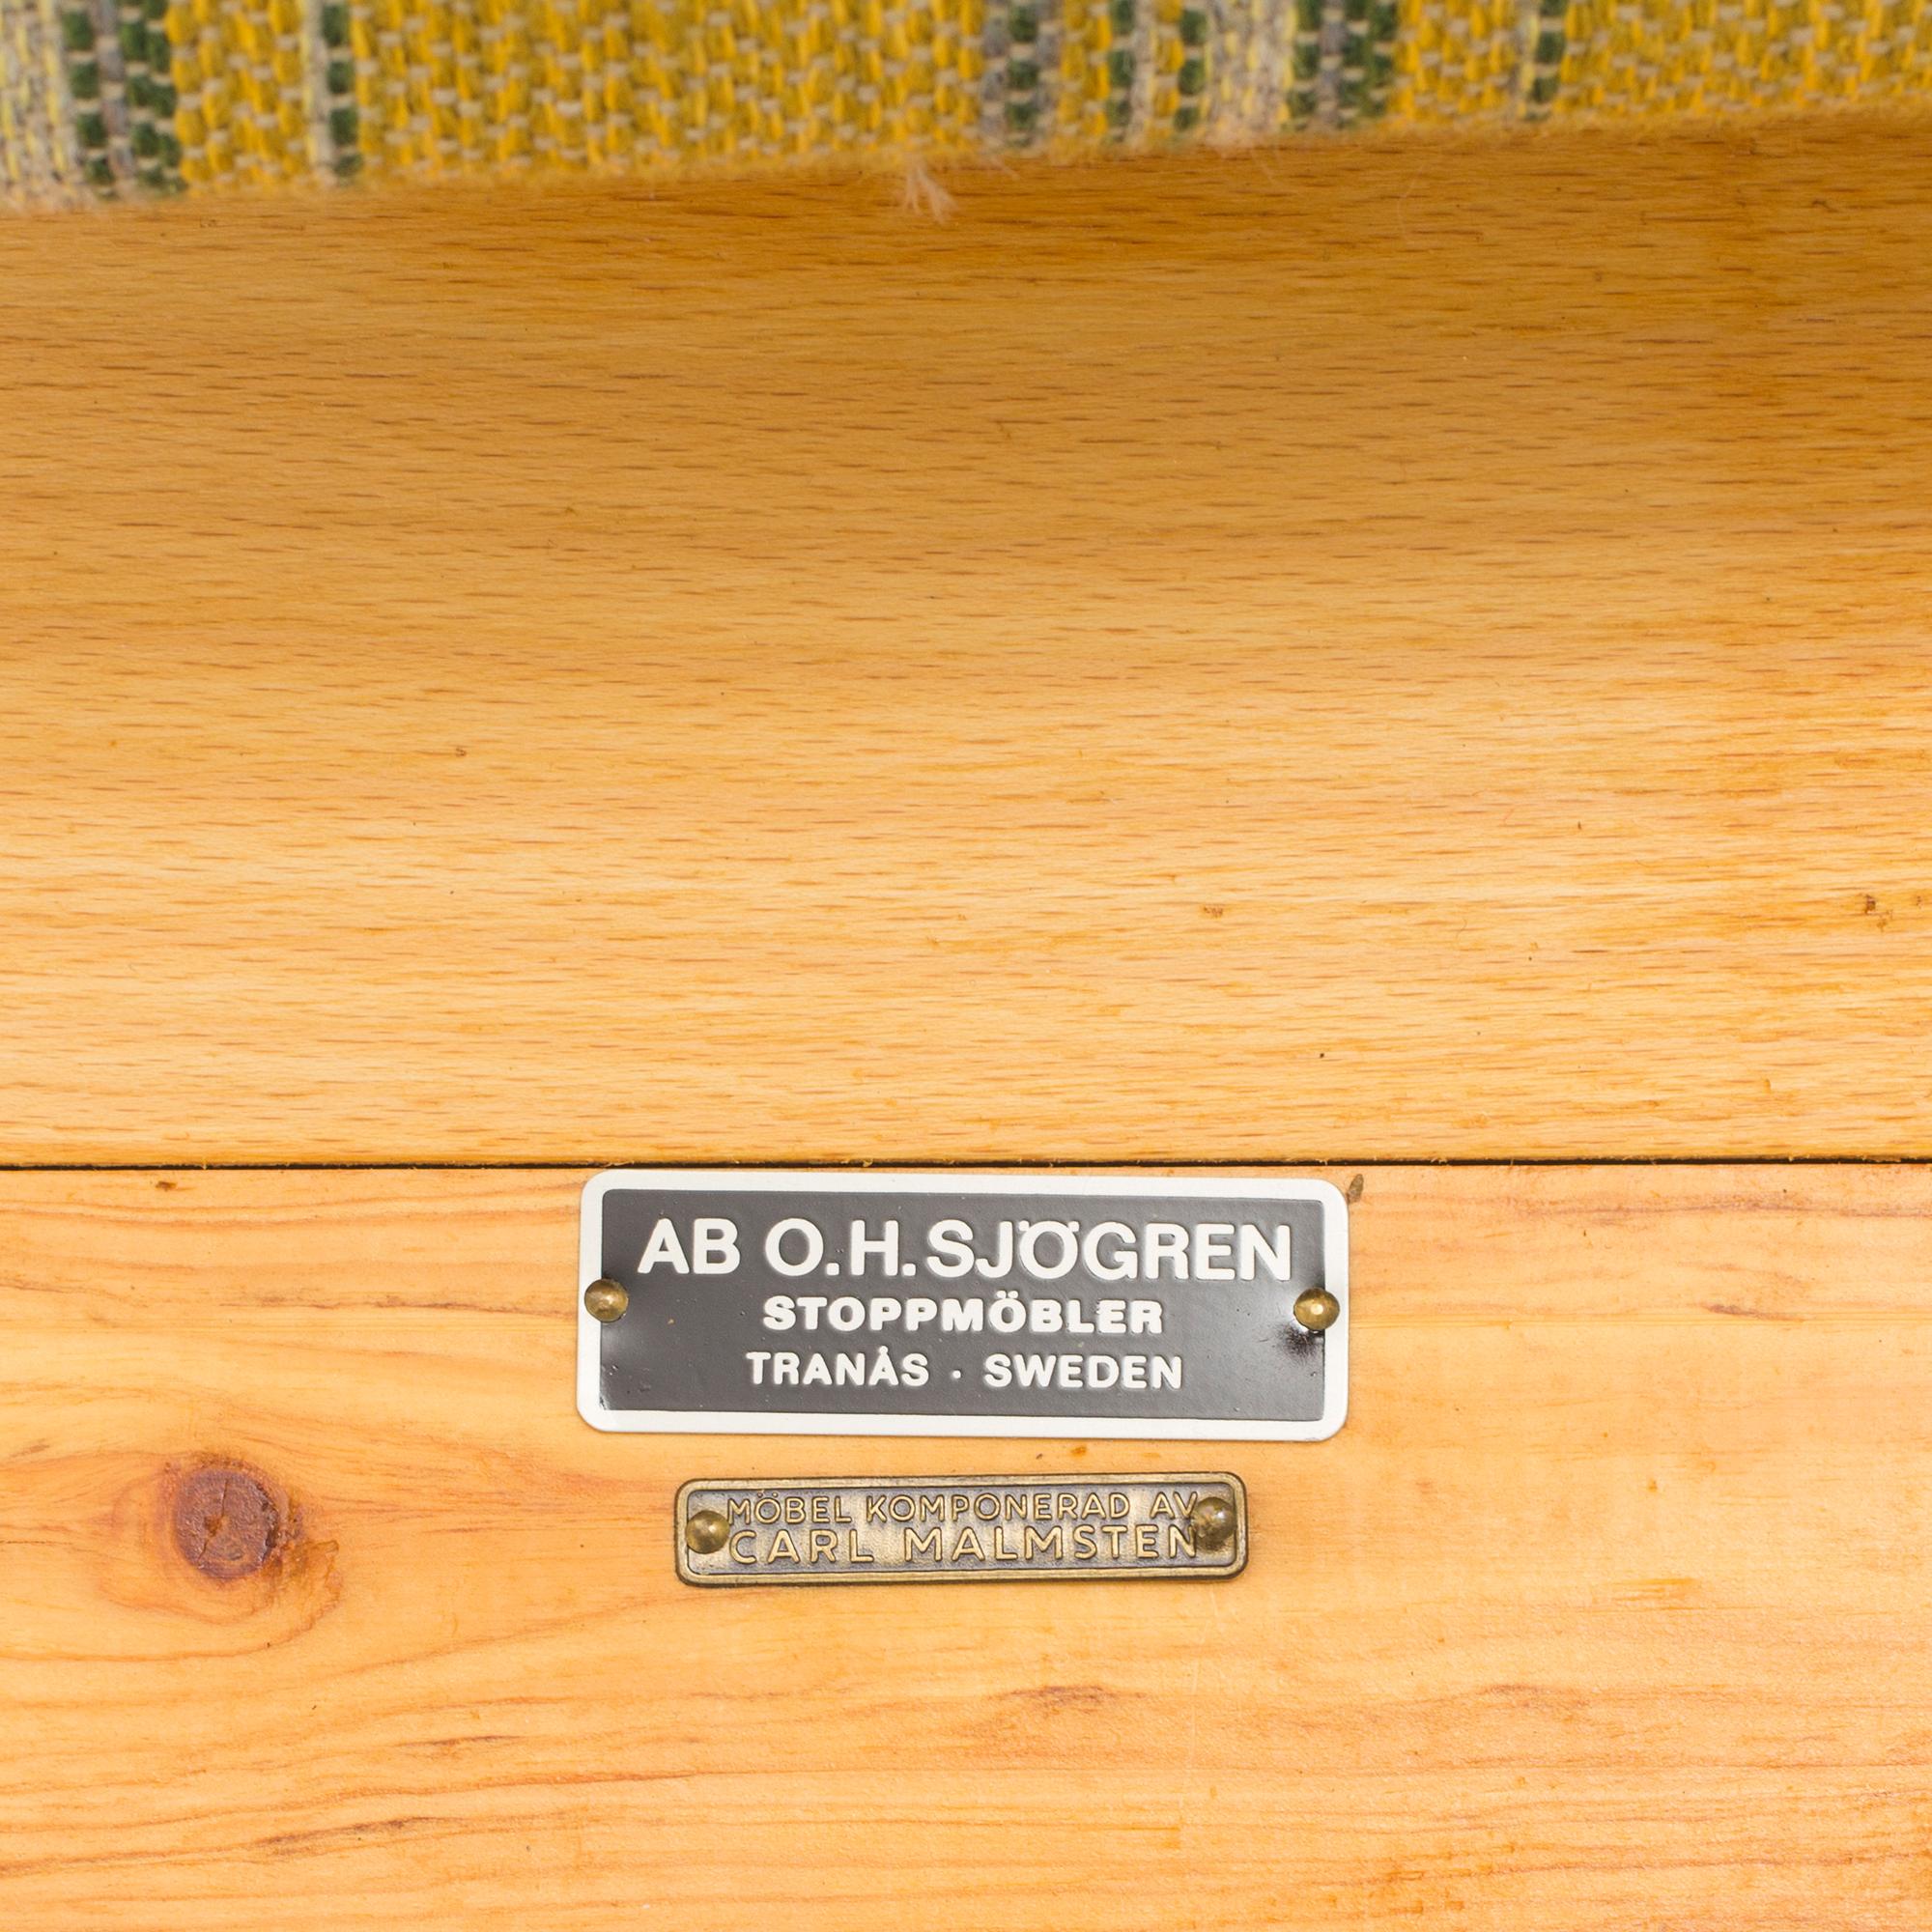 AB O.H. SJÖGREN
STOPPMÖBLER
TRANÅS · SWEDEN
MÖBEL KOMPONERAD AV
CARL MALMSTEN